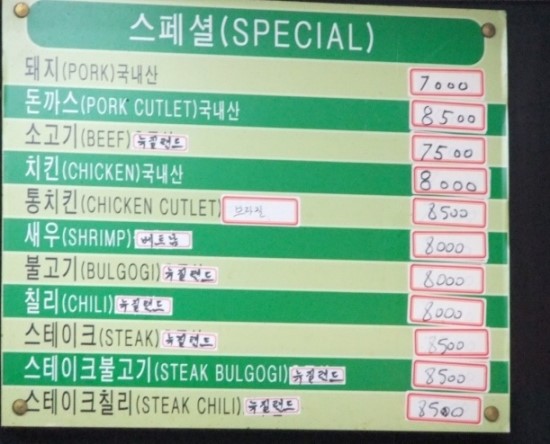 스페셜(SPECIAL)
돼지(PORK)국내산 7000
돈까스(PORK CUTLET)국내산 8500
소고기(BEEF) 뉴질랜드 7500
치킨(CHICKEN)국내산 8000
통치킨(CHICKEN CUTLET) 브라질 8500
새우(SHRIMP) 베트남 8000
불고기(BULGOGI) 뉴질랜드 8000
칠리(CHILI) 뉴질랜드 8000
스테이크(STEAK) 뉴질랜드 8500
스테이크불고기(STEAK BULGOGI) 뉴질랜드 8500
스테이크칠리(STEAK CHILI) 뉴질랜드 8500